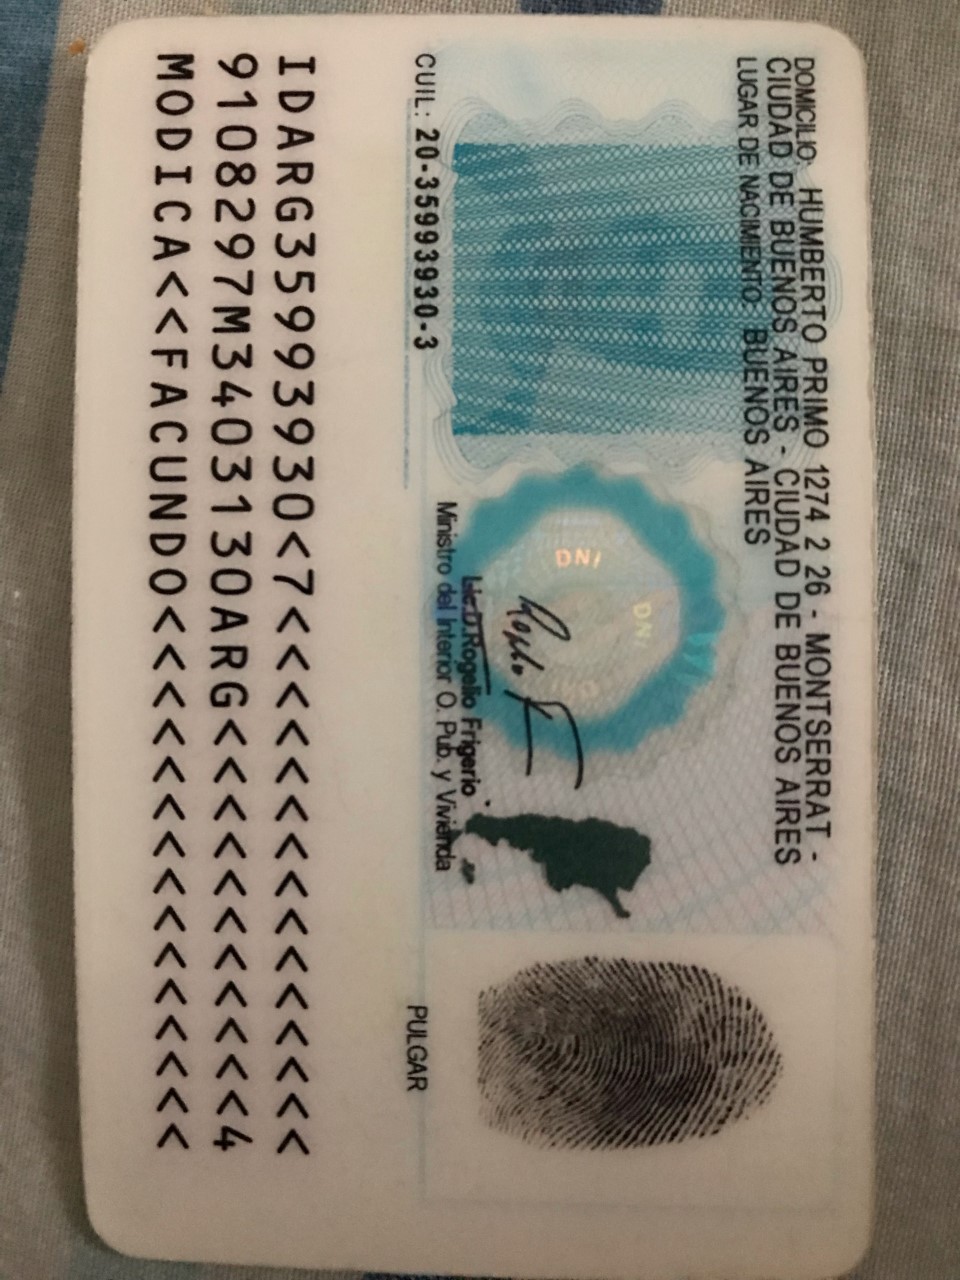 DOMICILIO: HUMBERTO PRIMO 1274 2 26 - MONTSERRAT -
CIUDAD DE BUENOS AIRES - CIUDAD DE BUENOS AIRES
LUGAR DE NACIMIENTO: BUENOS AIRES
DNI
DNI
DNI
Lic.D.Rogelio Frigerio
Ministro del Interior O. Pub. y Vivienda
CUIL: 20-35993930-3
PULGAR
IDARG35993930<7<<<<<<<<<<<<<<<
9108297M3403130ARG<<<<<<<<<<<4
MODICA<<FACUNDO<<<<<<<<<<<<<<<